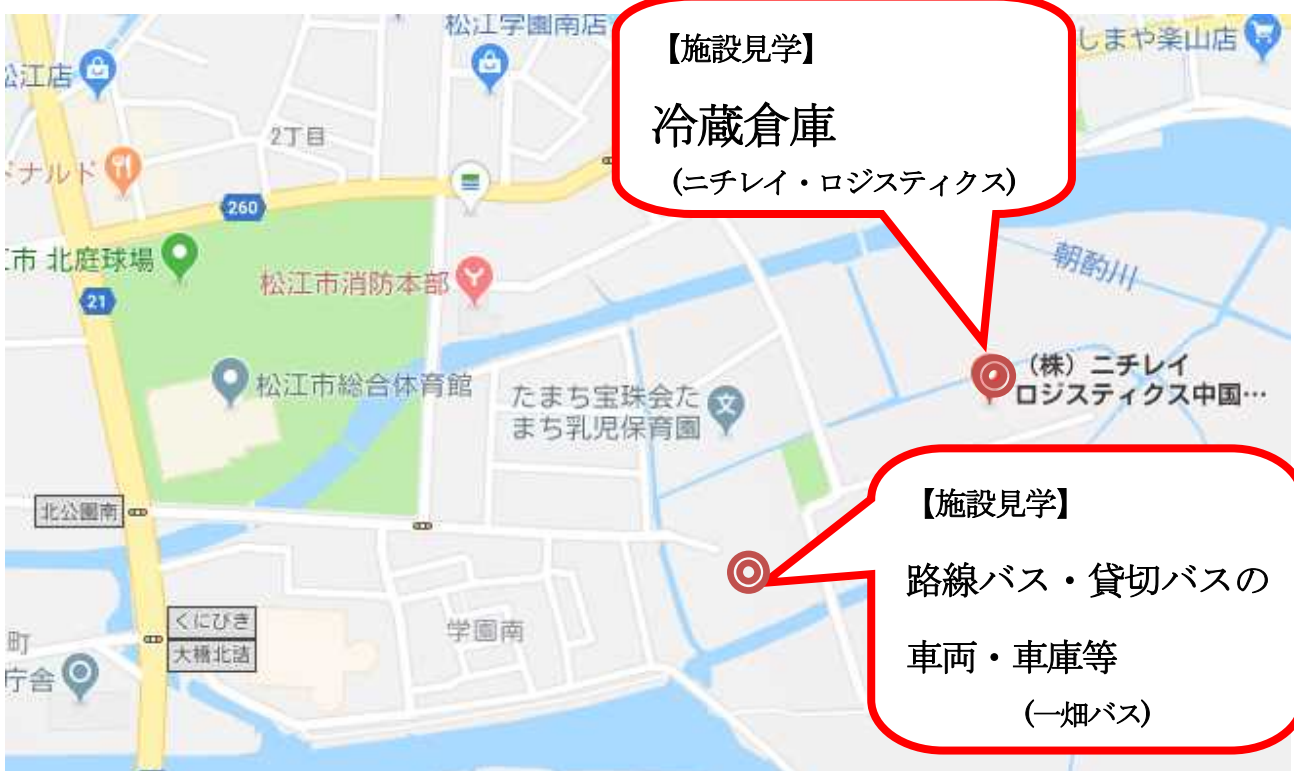 松江学園南店
【施設見学】
冷蔵倉庫
(ニチレイ・ロジスティクス)
しまや楽山店
公江店
2丁目
ドナルド
260
江市 北庭球場
21
松江市消防本部
朝酌川
松江市総合体育館
たまち宝珠会た
まち乳児保育園
(株) ニチレイ
ロジスティクス中国…
北公園南
【施設見学】
路線バス・貸切バスの
車両・車庫等
(一畑バス)
くにびき
大橋北詰
学園南
町
庁舎